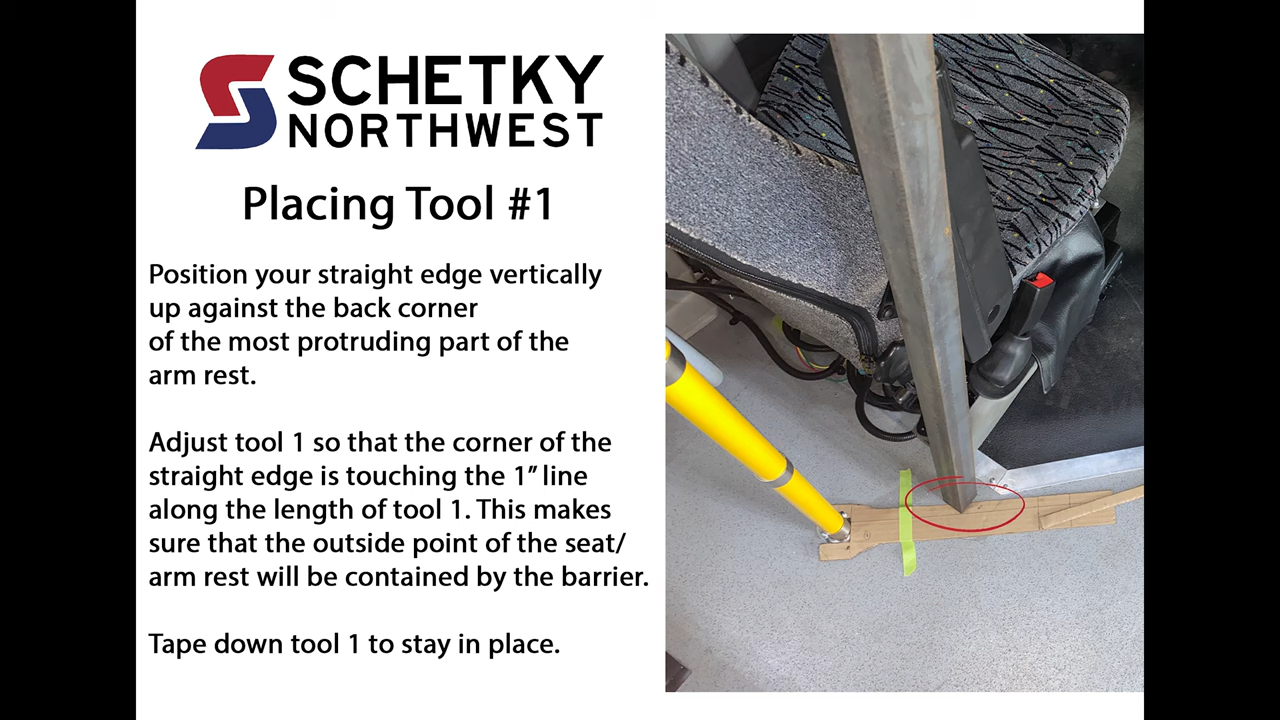 SCHETKY
NORTHWEST
Placing Tool #1
Position your straight edge vertically
up against the back corner
of the most protruding part of the
arm rest.
Adjust tool 1 so that the corner of the
straight edge is touching the 1” line
along the length of tool 1. This makes
sure that the outside point of the seat/
arm rest will be contained by the barrier.
Tape down tool 1 to stay in place.